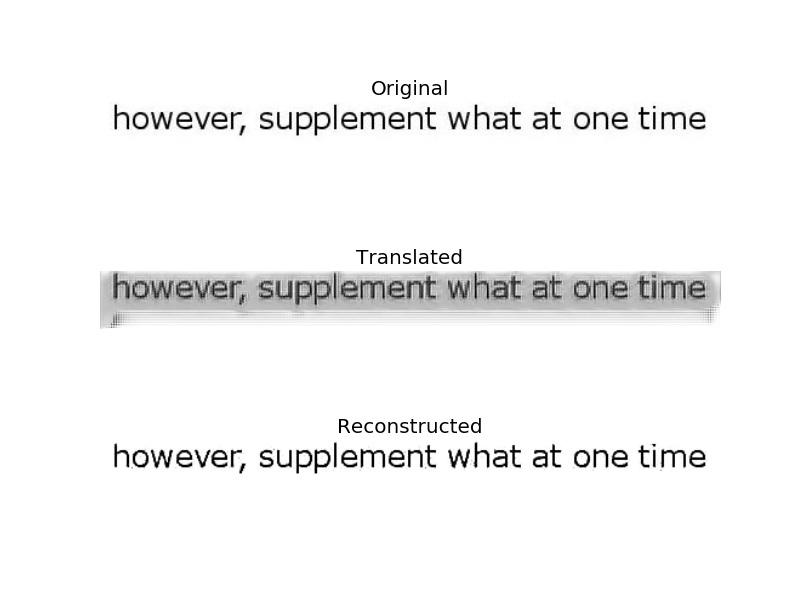 Original
however, supplement what at one time
Translated
however, supplement what at one time
Reconstructed
however, supplement what at one time